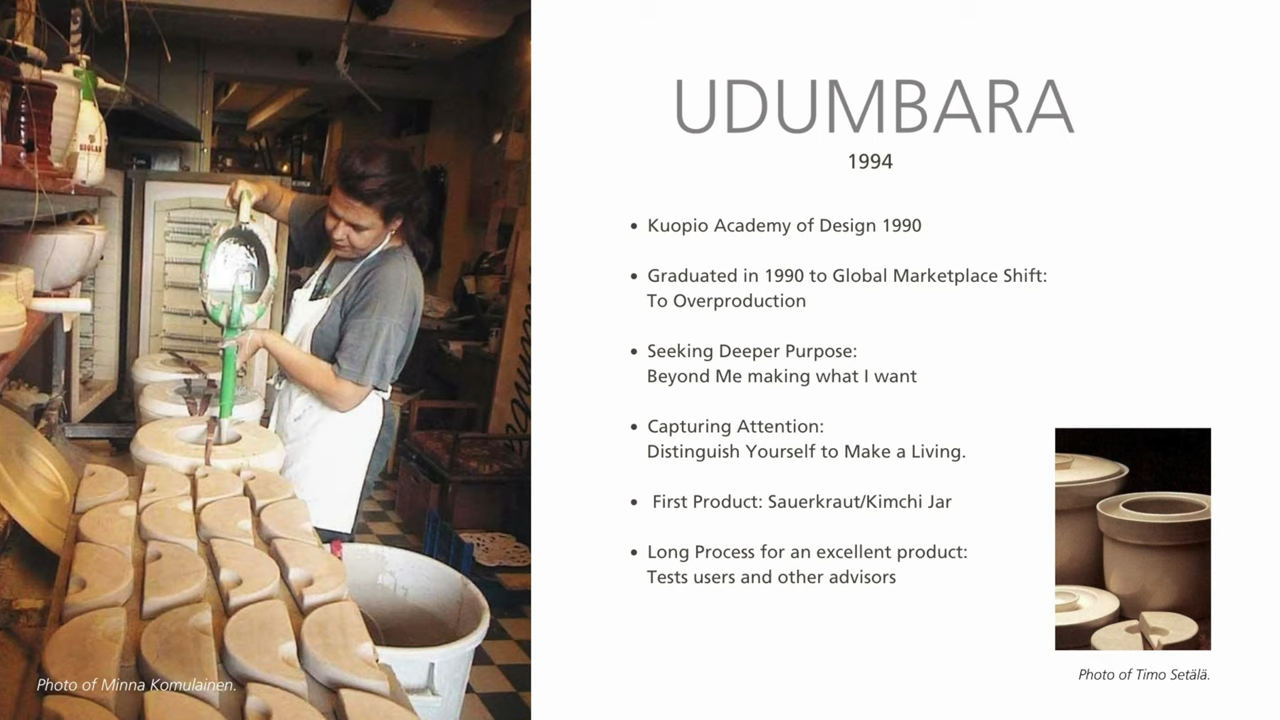 UDUMBARA
1994
• Kuopio Academy of Design 1990
• Graduated in 1990 to Global Marketplace Shift:
To Overproduction
• Seeking Deeper Purpose:
Beyond Me making what I want
• Capturing Attention:
Distinguish Yourself to Make a Living.
• First Product: Sauerkraut/Kimchi Jar
• Long Process for an excellent product:
Tests users and other advisors
Photo of Minna Komulainen.
Photo of Timo Setälä.